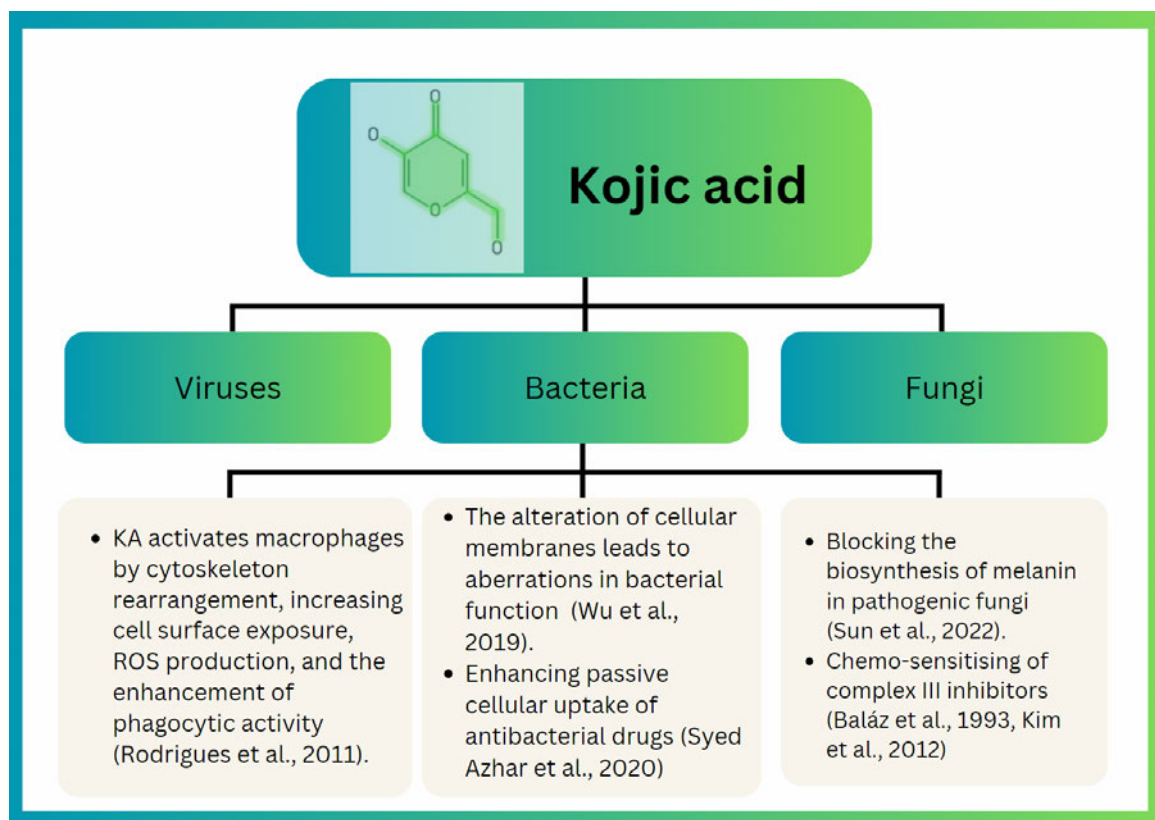 O
O
O
O
Kojic acid
Viruses
Bacteria
Fungi
• KA activates macrophages
by cytoskeleton
rearrangement, increasing
cell surface exposure,
ROS production, and the
enhancement of
phagocytic activity
(Rodrigues et al., 2011).
• The alteration of cellular
membranes leads to
aberrations in bacterial
function (Wu et al.,
2019).
• Enhancing passive
cellular uptake of
antibacterial drugs (Syed
Azhar et al., 2020)
• Blocking the
biosynthesis of melanin
in pathogenic fungi
(Sun et al., 2022).
• Chemo-sensitising of
complex III inhibitors
(Baláz et al., 1993, Kim
et al., 2012)